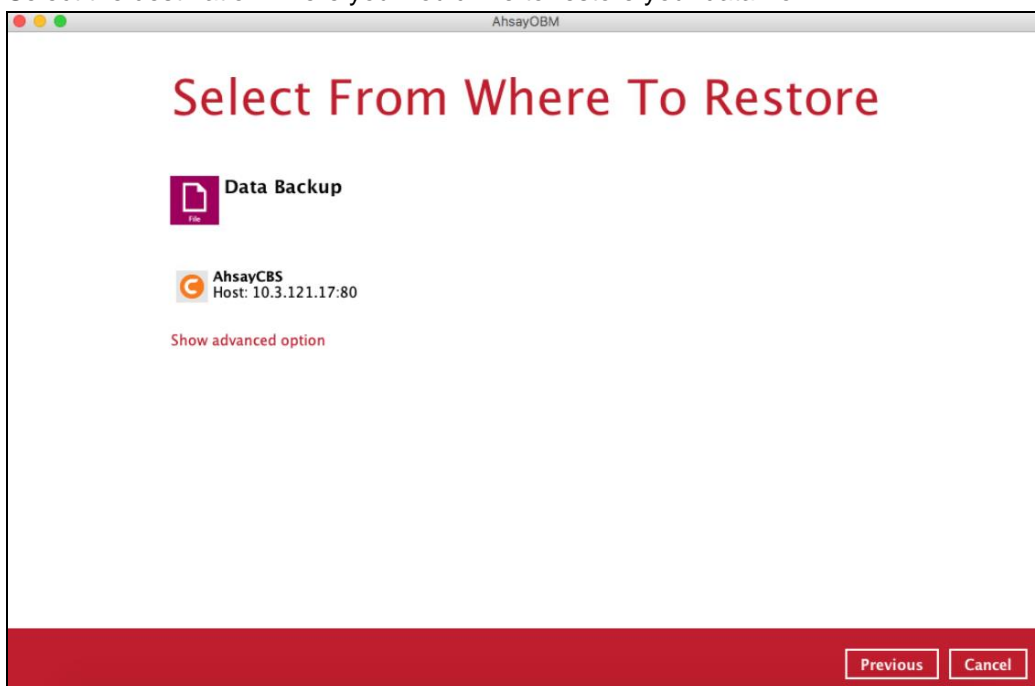 AhsayOBM
Select From Where To Restore
Data Backup
File
AhsayCBS
Host: 10.3.121.17:80
Show advanced option
Previous Cancel